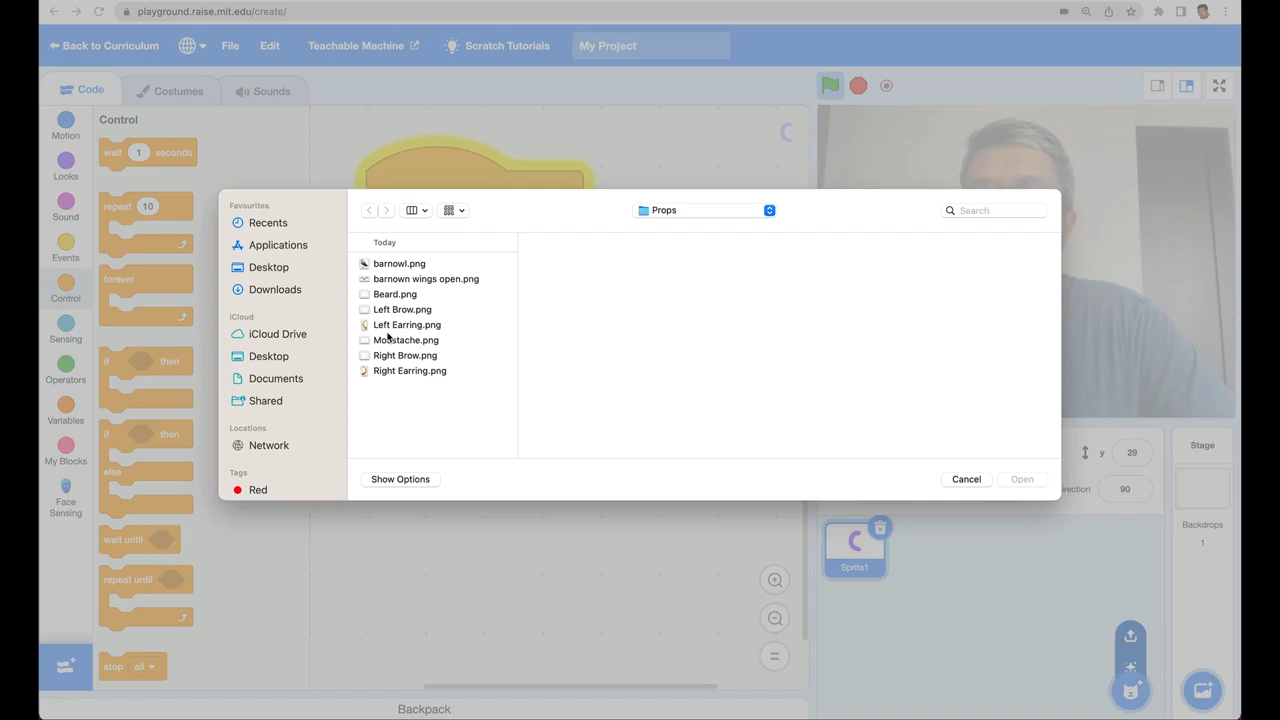 playground.raise.mit.edu/create/
Back to Curriculum File Edit Teachable Machine Scratch Tutorials My Project
Code Costumes Sounds
Motion
Looks
Sound
Events
Control
Sensing
Operators
Variables
My Blocks
Face
Sensing
Control
wait 1 seconds
repeat 10
forever
if then
if then
else
wait until
repeat until
stop all
Favourites
Recents
Applications
Desktop
Downloads
iCloud
iCloud Drive
Desktop
Documents
Shared
Locations
Network
Tags
Red
Props
Search
Today
barnowl.png
barnown wings open.png
Beard.png
Left Brow.png
Left Earring.png
Moustache.png
Right Brow.png
Right Earring.png
Show Options Cancel Open
y 29
direction 90
Sprite1
Stage
Backdrops
1
Backpack